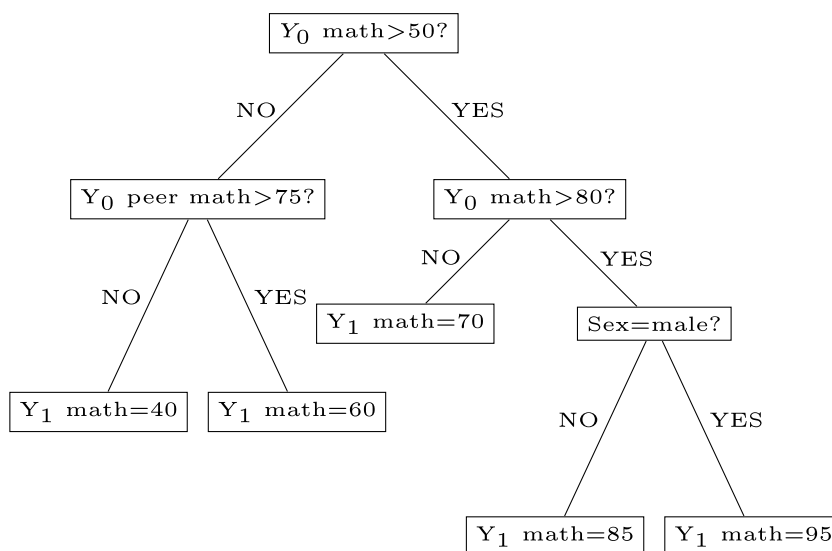 Y0 math>50?
NO
YES
Y0 peer math>75?
Y0 math>80?
NO
YES
NO
YES
Y1 math=70
Sex=male?
Y1 math=40
Y1 math=60
NO
YES
Y1 math=85
Y1 math=95